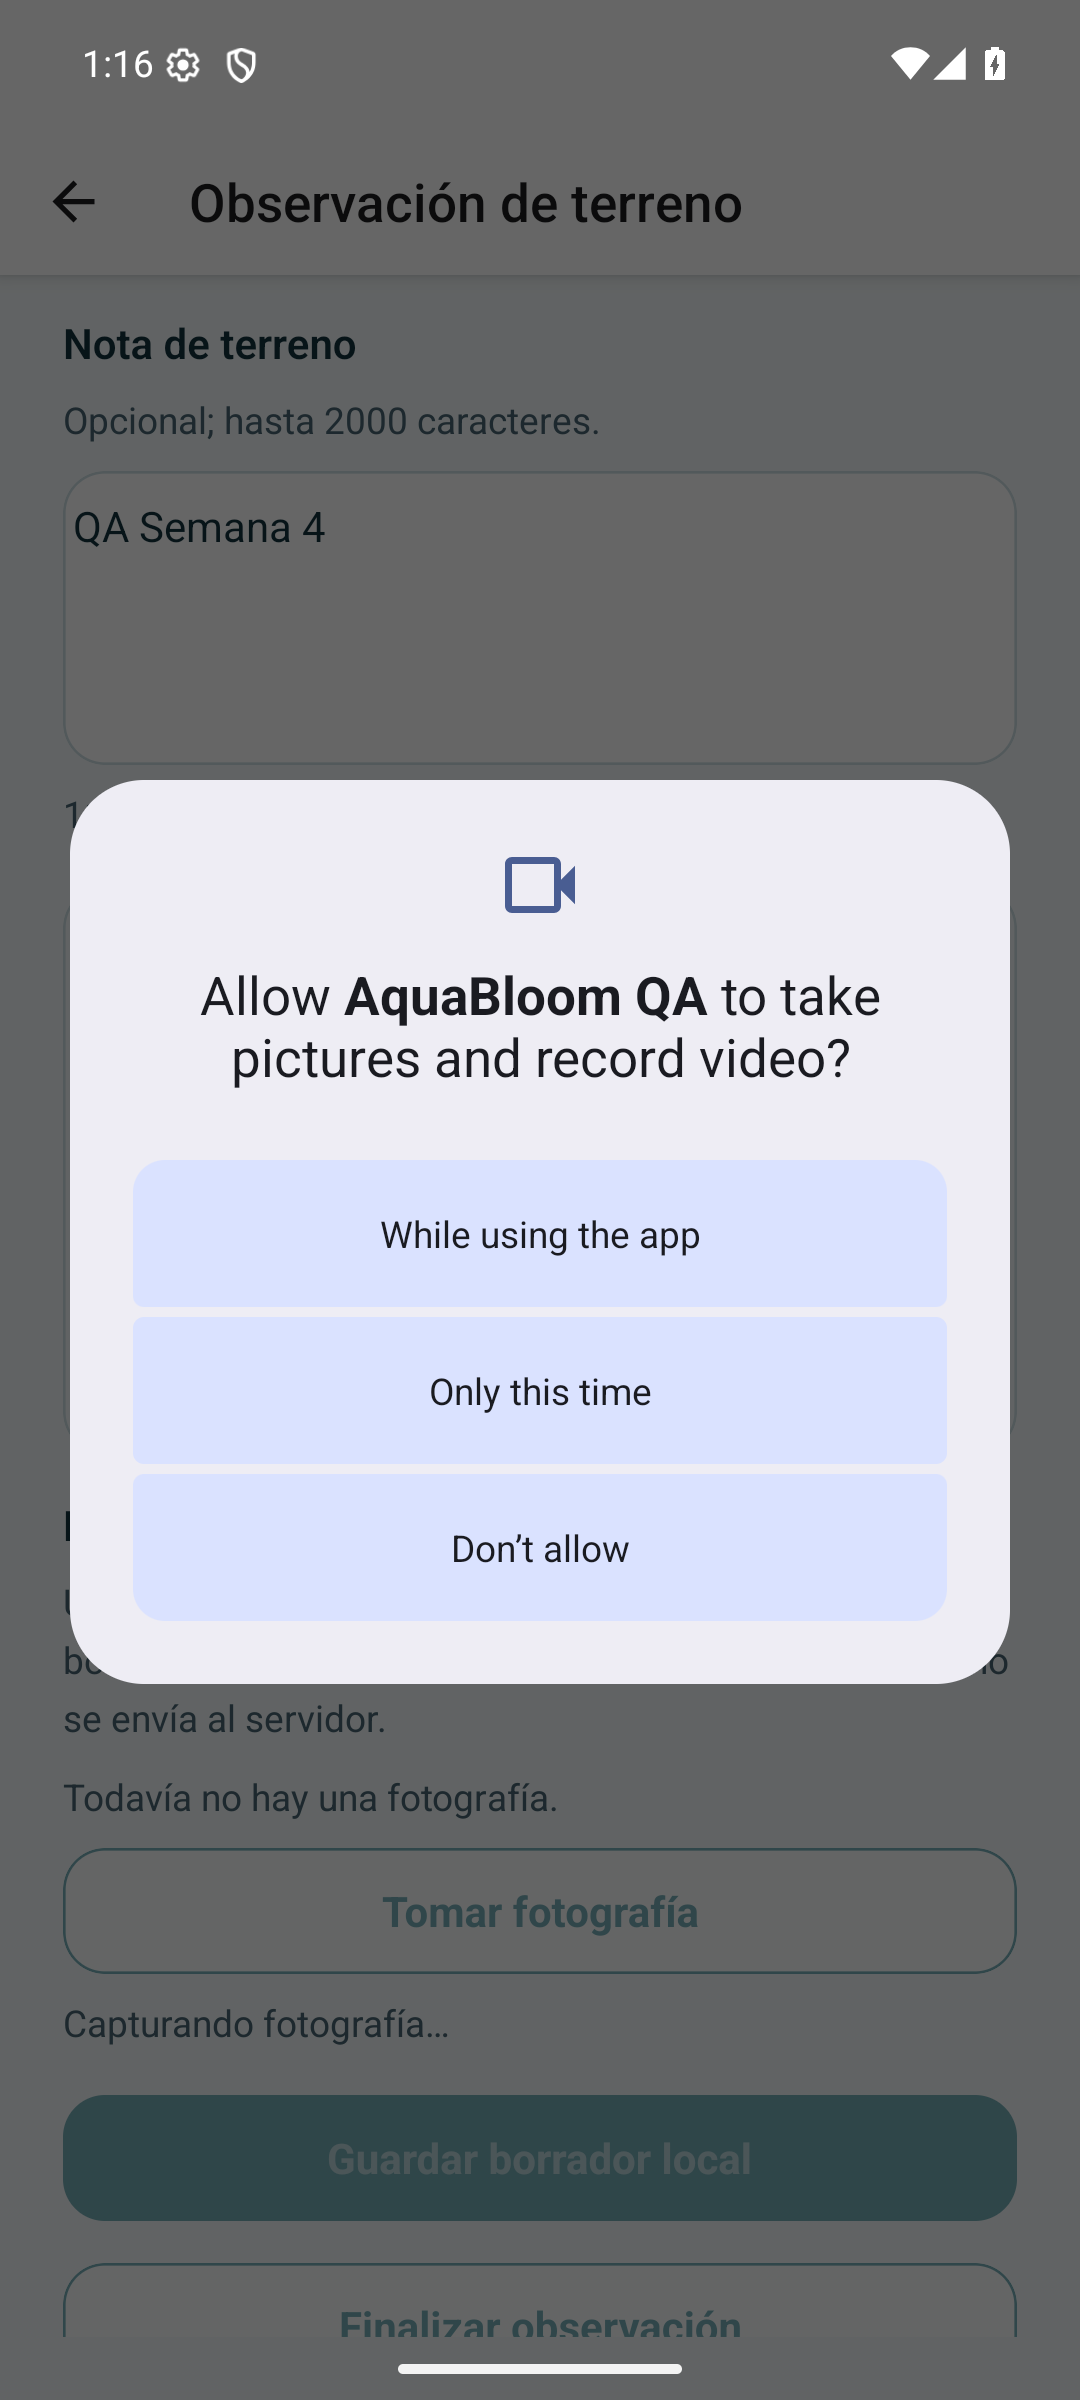 1:16
Observación de terreno
Nota de terreno
Opcional; hasta 2000 caracteres.
QA Semana 4
Allow AquaBloom QA to take
pictures and record video?
While using the app
Only this time
Don’t allow
se envía al servidor.
Todavía no hay una fotografía.
Tomar fotografía
Capturando fotografía…
Guardar borrador local
Finalizar observación